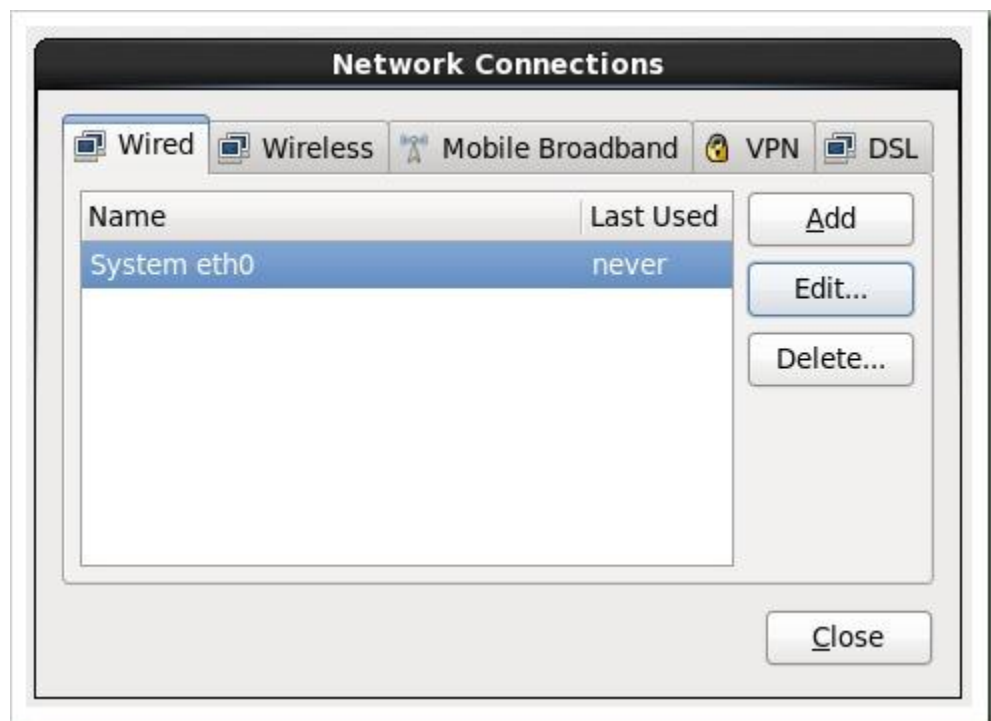 Network Connections
Wired Wireless Mobile Broadband VPN DSL
Name Last Used
Add
System eth0 never
Edit...
Delete...
Close